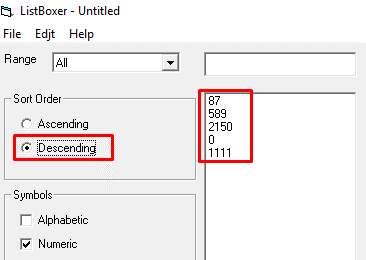 ListBoxer - Untitled
File Edjt Help
Range All
Sort Order
Ascending
Descending
Symbols
Alphabetic
Numeric
87
589
2150
0
1111